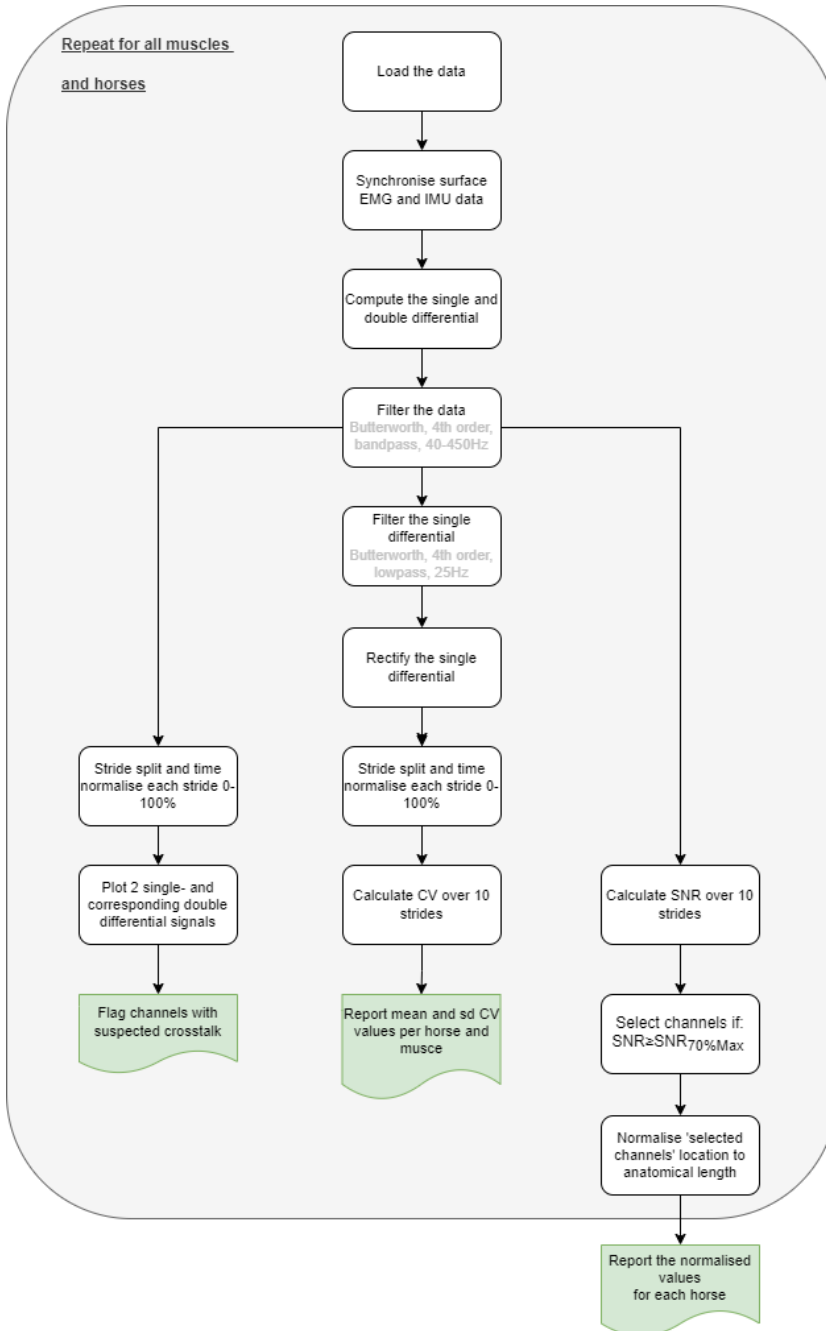 Repeat for all muscles
and horses
Load the data
Synchronise surface
EMG and IMU data
Compute the single and
double differential
Filter the data
Butterworth, 4th order,
bandpass, 40-450Hz
Filter the single
differential
Butterworth, 4th order,
lowpass, 25Hz
Rectify the single
differential
Stride split and time
normalise each stride 0-
100%
Stride split and time
normalise each stride 0-
100%
Plot 2 single- and
corresponding double
differential signals
Calculate CV over 10
strides
Calculate SNR over 10
strides
Flag channels with
suspected crosstalk
Report mean and sd CV
values per horse and
musce
Select channels if:
SNR≥SNR70%Max
Normalise 'selected
channels' location to
anatomical length
Report the normalised
values
for each horse